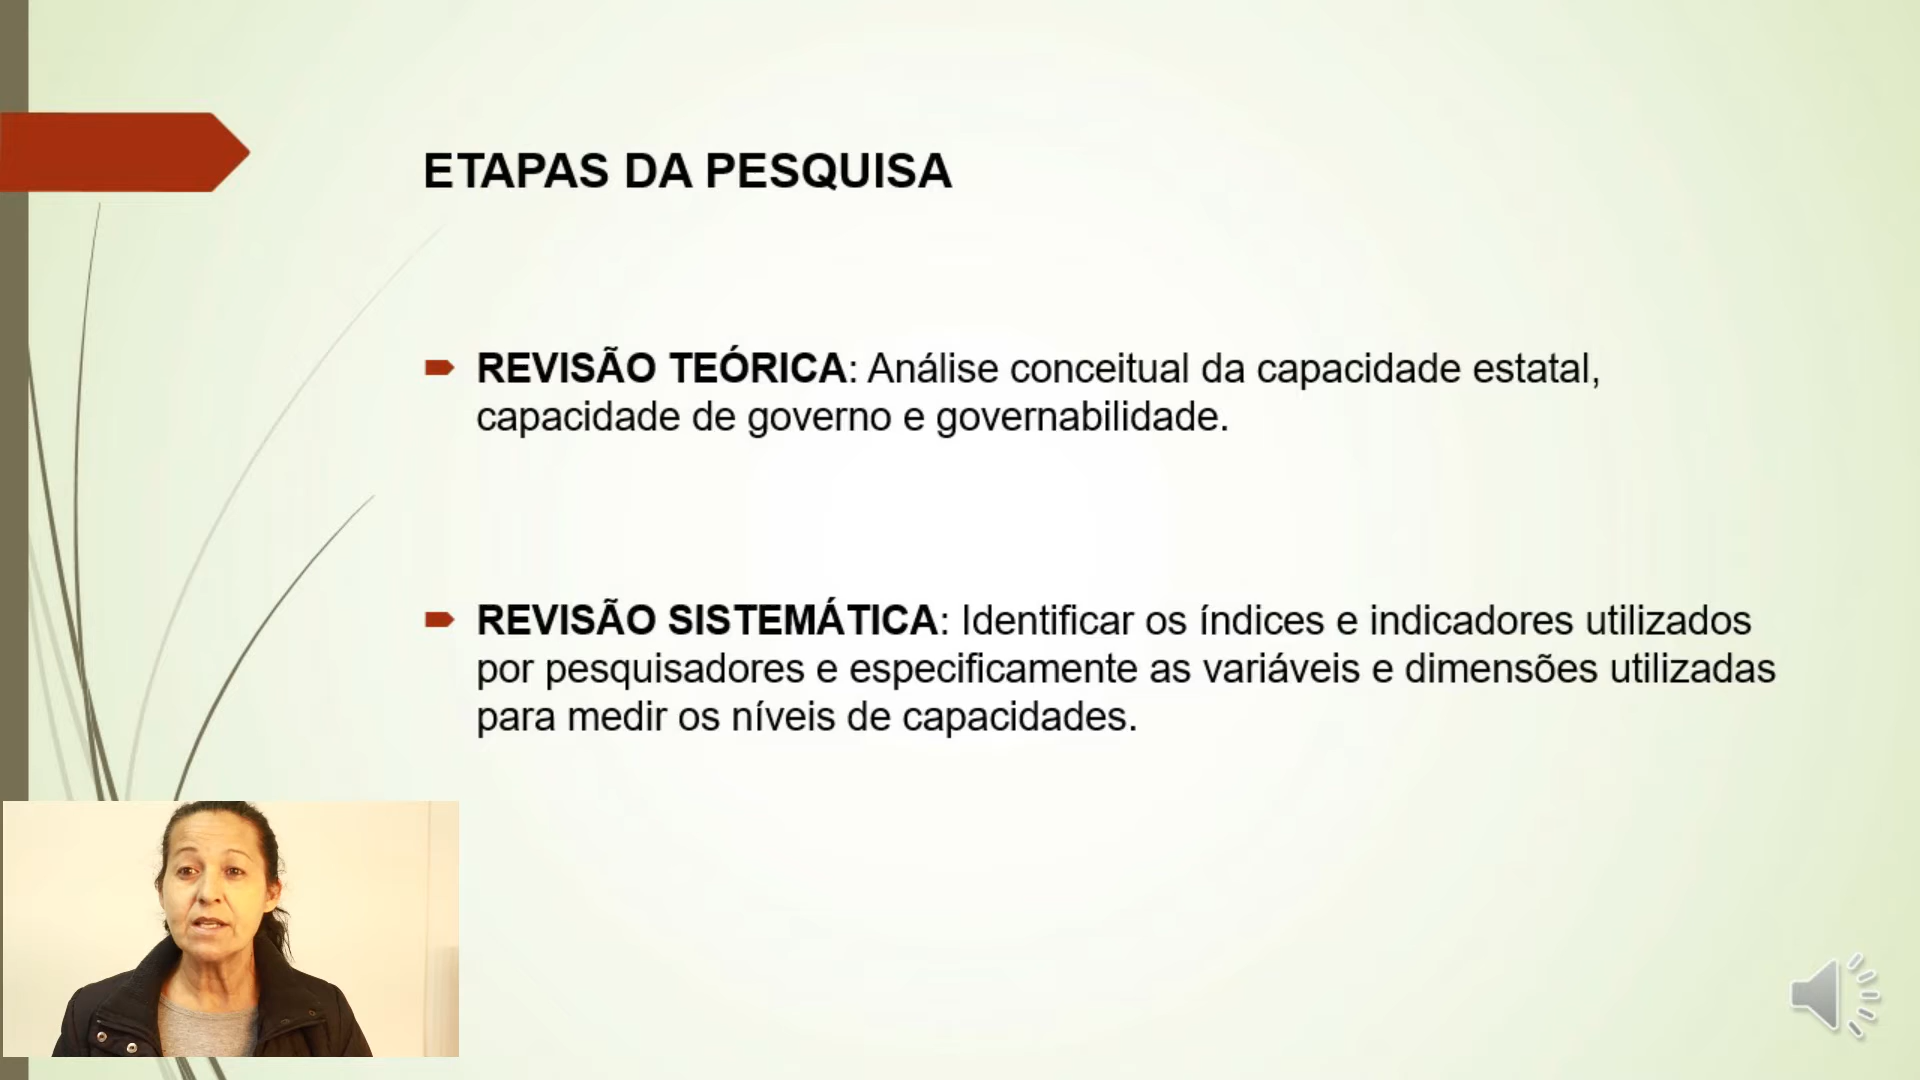 ETAPAS DA PESQUISA
REVISÃO TEÓRICA: Análise conceitual da capacidade estatal,
capacidade de governo e governabilidade.
REVISÃO SISTEMÁTICA: Identificar os índices e indicadores utilizados
por pesquisadores e especificamente as variáveis e dimensões utilizadas
para medir os níveis de capacidades.